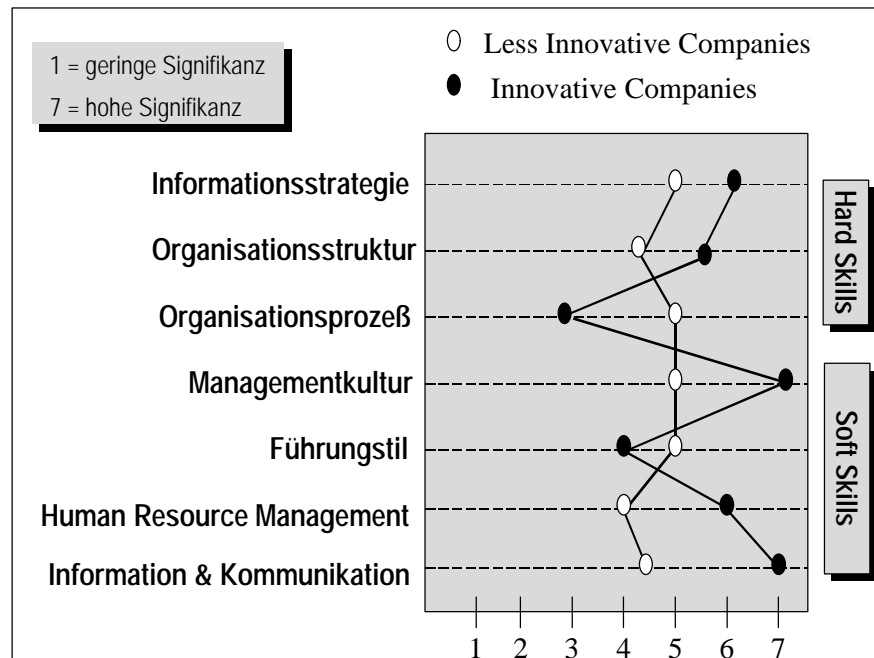 1 = geringe Signifikanz
7 = hohe Signifikanz
Less Innovative Companies
Innovative Companies
Informationsstrategie
Organisationsstruktur
Organisationsprozeß
Managementkultur
Führungstil
Human Resource Management
Information & Kommunikation
Hard Skills
Soft Skills
1 2 3 4 5 6 7